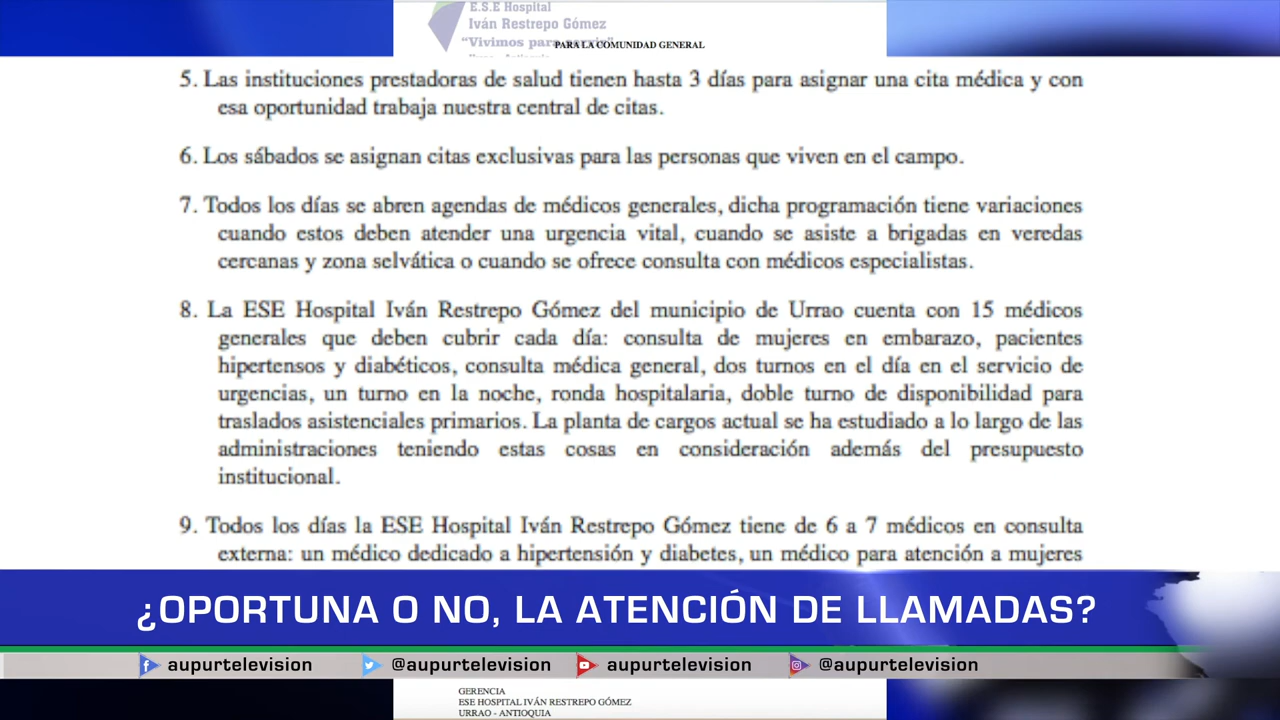 E.S.E Hospital
Iván Restrepo Gómez
"Vivimos para
PARA LA COMUNIDAD GENERAL
5. Las instituciones prestadoras de salud tienen hasta 3 días para asignar una cita médica y con
esa oportunidad trabaja nuestra central de citas.
6. Los sábados se asignan citas exclusivas para las personas que viven en el campo.
7. Todos los días se abren agendas de médicos generales, dicha programación tiene variaciones
cuando estos deben atender una urgencia vital, cuando se asiste a brigadas en veredas
cercanas y zona selvática o cuando se ofrece consulta con médicos especialistas.
8. La ESE Hospital Iván Restrepo Gómez del municipio de Urrao cuenta con 15 médicos
generales que deben cubrir cada día: consulta de mujeres en embarazo, pacientes
hipertensos y diabéticos, consulta médica general, dos turnos en el día en el servicio de
urgencias, un turno en la noche, ronda hospitalaria, doble turno de disponibilidad para
traslados asistenciales primarios. La planta de cargos actual se ha estudiado a lo largo de las
administraciones teniendo estas cosas en consideración además del presupuesto
institucional.
9. Todos los días la ESE Hospital Iván Restrepo Gómez tiene de 6 a 7 médicos en consulta
externa: un médico dedicado a hipertensión y diabetes, un médico para atención a mujeres
¿OPORTUNA O NO, LA ATENCIÓN DE LLAMADAS?
aupurtelevision @aupurtelevision aupurtelevision @aupurtelevision
GERENCIA
ESE HOSPITAL IVÁN RESTREPO GÓMEZ
URRAO - ANTIOQUIA